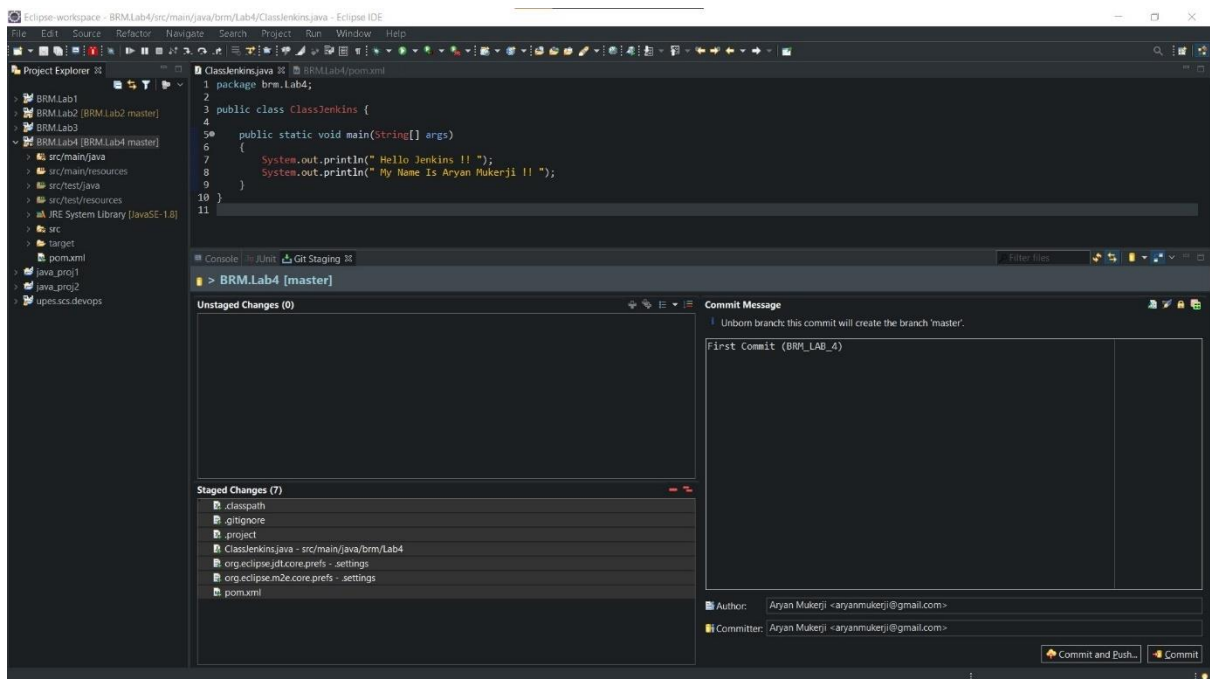 Eclipse-workspace - BRM.Lab4/src/main/java/brm/Lab4/ClassJenkins.java - Eclipse IDE
File Edit Source Refactor Navigate Search Project Run Window Help
Project Explorer
BRM.Lab1
BRM.Lab2 [BRM.Lab2 master]
BRM.Lab3
BRM.Lab4 [BRM.Lab4 master]
src/main/java
src/main/resources
src/test/java
src/test/resources
JRE System Library [JavaSE-1.8]
src
target
pom.xml
java_proj1
java_proj2
upes.scs.devops
ClassJenkins.java BRM.Lab4/pom.xml
1 package brm.Lab4;
2
3 public class ClassJenkins {
4
5 public static void main(String[] args)
6 {
7 System.out.println(" Hello Jenkins !! ");
8 System.out.println(" My Name Is Aryan Mukerji !! ");
9 }
10 }
11
Console JUnit Git Staging Filter files
> BRM.Lab4 [master]
Unstaged Changes (0)
Staged Changes (7)
.classpath
.gitignore
.project
ClassJenkins.java - src/main/java/brm/Lab4
org.eclipse.jdt.core.prefs - .settings
org.eclipse.m2e.core.prefs - .settings
pom.xml
Commit Message
Unborn branch: this commit will create the branch 'master'.
First Commit (BRM_LAB_4)
Author: Aryan Mukerji <aryanmukerji@gmail.com>
Committer: Aryan Mukerji <aryanmukerji@gmail.com>
Commit and Push... Commit